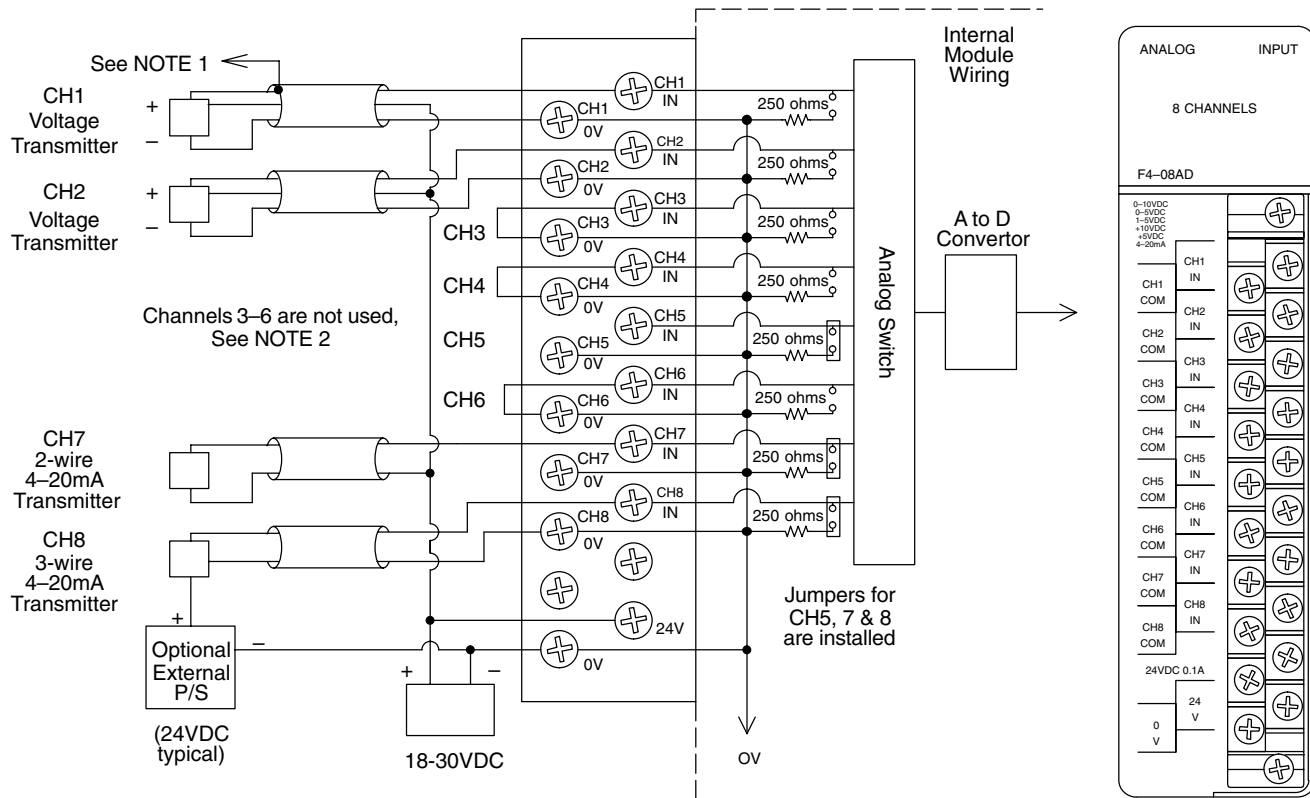 See NOTE 1
CH1
Voltage
Transmitter
+
–
CH2
Voltage
Transmitter
+
–
Channels 3–6 are not used,
See NOTE 2
CH3
CH4
CH5
CH6
CH7
2-wire
4–20mA
Transmitter
CH8
3-wire
4–20mA
Transmitter
+
Optional
External
P/S
–
(24VDC
typical)
+
–
18-30VDC
CH1
IN
CH1
0V
CH2
IN
CH2
0V
CH3
IN
CH3
0V
CH4
IN
CH4
0V
CH5
IN
CH5
0V
CH6
IN
CH6
0V
CH7
IN
CH7
0V
CH8
IN
CH8
0V
24V
0V
Internal
Module
Wiring
250 ohms
250 ohms
250 ohms
250 ohms
250 ohms
250 ohms
250 ohms
250 ohms
Analog Switch
A to D
Convertor
Jumpers for
CH5, 7 & 8
are installed
OV
ANALOG INPUT
8 CHANNELS
F4–08AD
0–10VDC
0–5VDC
1–5VDC
+10VDC
+5VDC
4–20mA
CH1
IN
CH1
COM
CH2
IN
CH2
COM
CH3
IN
CH3
COM
CH4
IN
CH4
COM
CH5
IN
CH5
COM
CH6
IN
CH6
COM
CH7
IN
CH7
COM
CH8
IN
CH8
COM
24VDC 0.1A
24
V
0
V